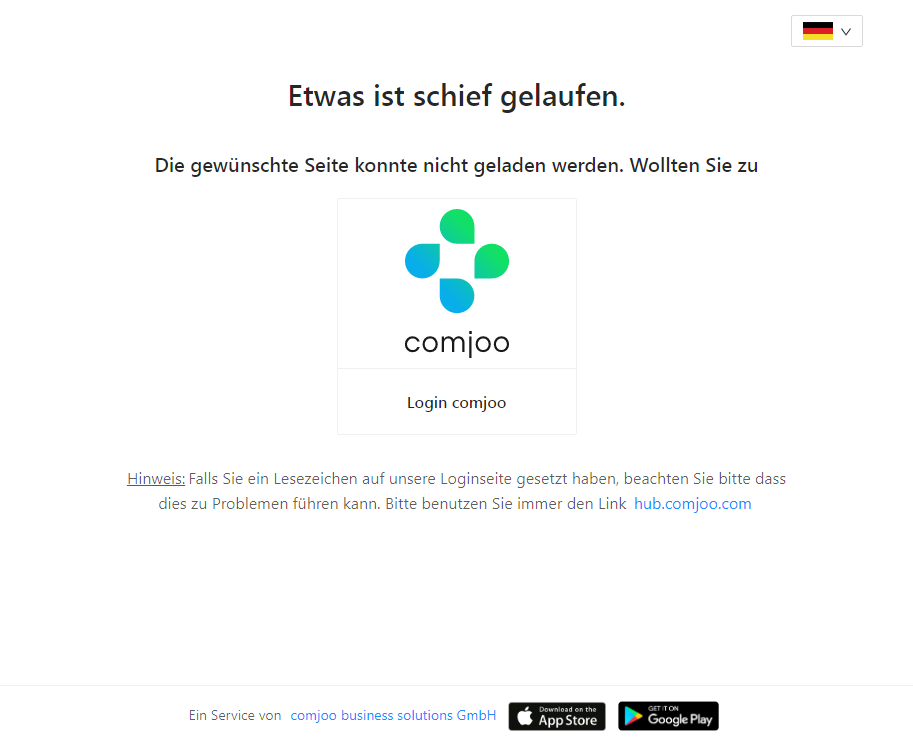 Etwas ist schief gelaufen.
Die gewünschte Seite konnte nicht geladen werden. Wollten Sie zu
comjoo
Login comjoo
Hinweis: Falls Sie ein Lesezeichen auf unsere Loginseite gesetzt haben, beachten Sie bitte dass
dies zu Problemen führen kann. Bitte benutzen Sie immer den Link hub.comjoo.com
Ein Service von comjoo business solutions GmbH
Download on the
App Store
GET IT ON
Google Play